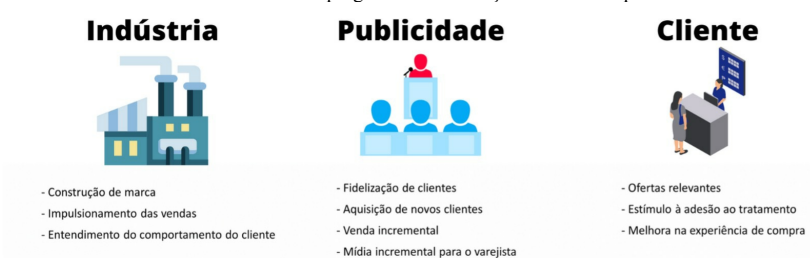 Indústria
- Construção de marca
- Impulsionamento das vendas
- Entendimento do comportamento do cliente
Publicidade
- Fidelização de clientes
- Aquisição de novos clientes
- Venda incremental
- Mídia incremental para o varejista
Cliente
- Ofertas relevantes
- Estímulo à adesão ao tratamento
- Melhora na experiência de compra